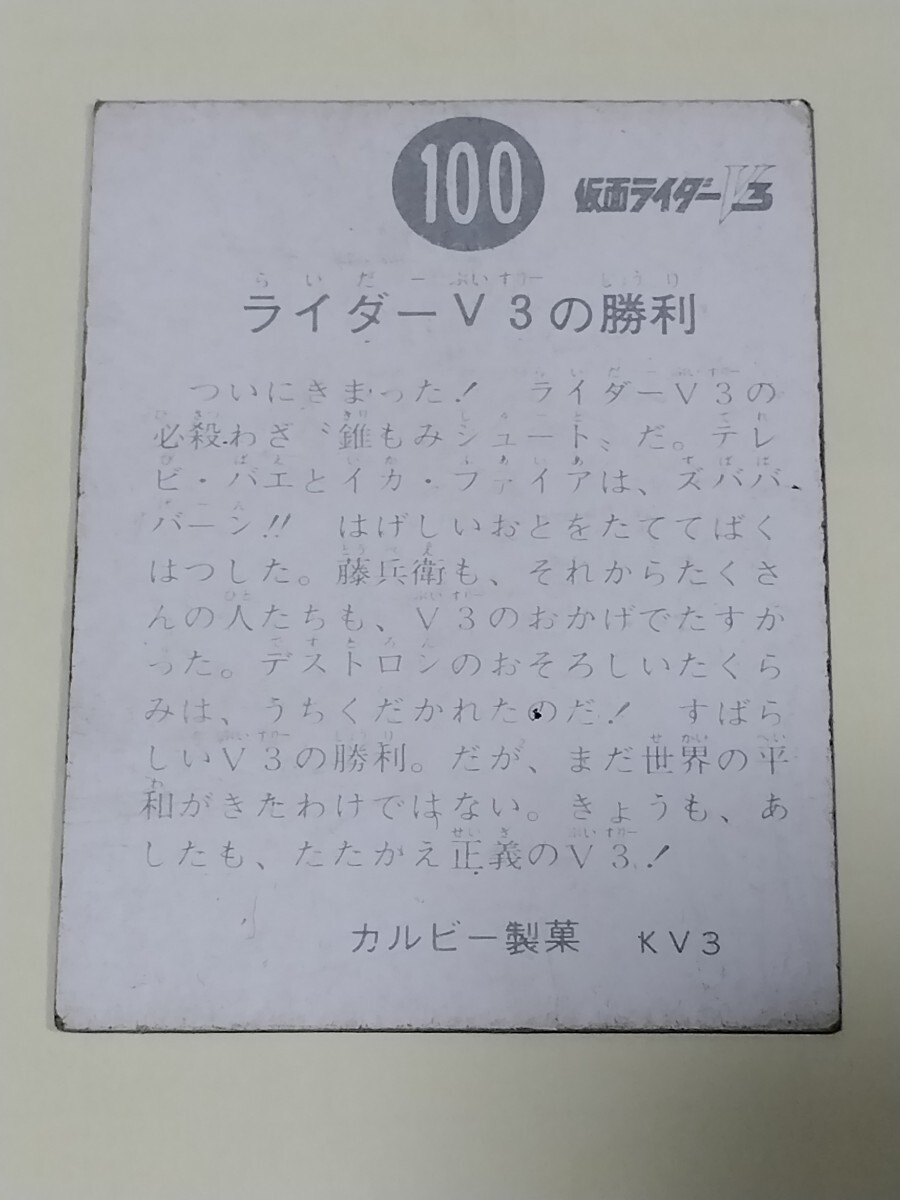 100
仮面ライダーV3
らいだーぶいすりー しょうり
ライダーV3の勝利
ついにきまった! ライダーV3の
必殺わざ〝錐もみシュート〟だ。テレ
ビ・バエとイカ・ファイアは、ズババ
バーン!! はげしいおとをたててばく
はつした。藤兵衛も、それからたくさ
んの人たちも、V3のおかげでたすか
った。デストロンのおそろしいたくら
みは、うちくだかれたのだ! すばら
しいV3の勝利。だが、まだ世界の平
和がきたわけではない。きょうも、あ
したも、たたかえ正義のV3!
カルビー製菓 KV3